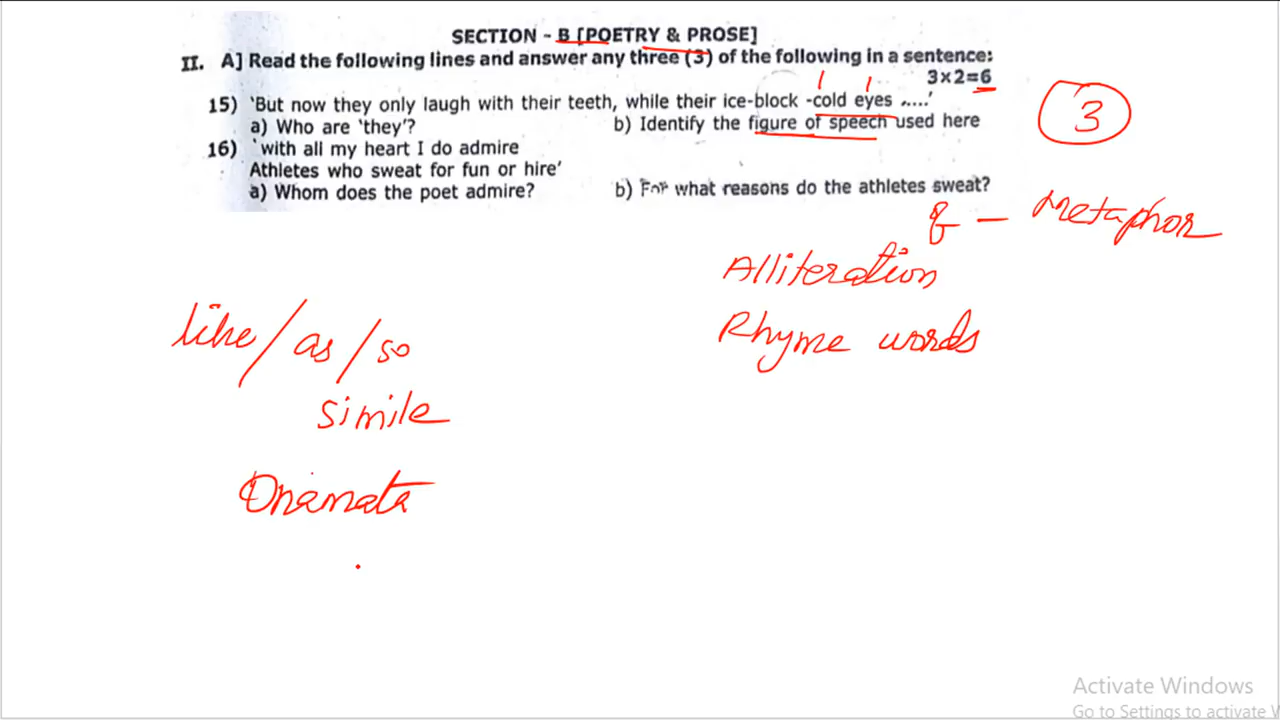 SECTION - B [POETRY & PROSE]
II. A] Read the following lines and answer any three (3) of the following in a sentence:
3×2=6
15) 'But now they only laugh with their teeth, while their ice-block -cold eyes .....'
a) Who are 'they'? b) Identify the figure of speech used here
16) 'with all my heart I do admire
Athletes who sweat for fun or hire'
a) Whom does the poet admire? b) For what reasons do the athletes sweat?
3
— Metaphor
Alliteration
Rhyme words
like / as / so
simile
Activate Windows
Go to Settings to activate